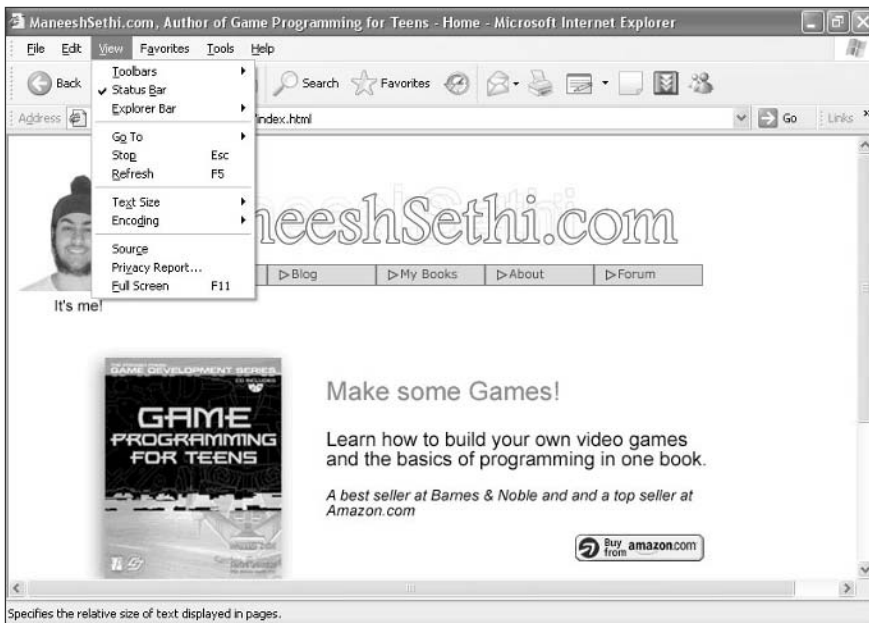 ManeeshSethi.com, Author of Game Programming for Teens - Home - Microsoft Internet Explorer
File Edit View Favorites Tools Help
Back Search Favorites
Address /index.html Go Links »
Toolbars
Status Bar
Explorer Bar
Go To
Stop Esc
Refresh F5
Text Size
Encoding
Source
Privacy Report...
Full Screen F11
neeshSethi.com
Blog My Books About Forum
It's me!
GAME DEVELOPMENT SERIES
CD INCLUDED
GAME
PROGRAMMING
FOR TEENS
Make some Games!
Learn how to build your own video games
and the basics of programming in one book.
A best seller at Barnes & Noble and and a top seller at
Amazon.com
Buy
from amazon.com
Specifies the relative size of text displayed in pages.